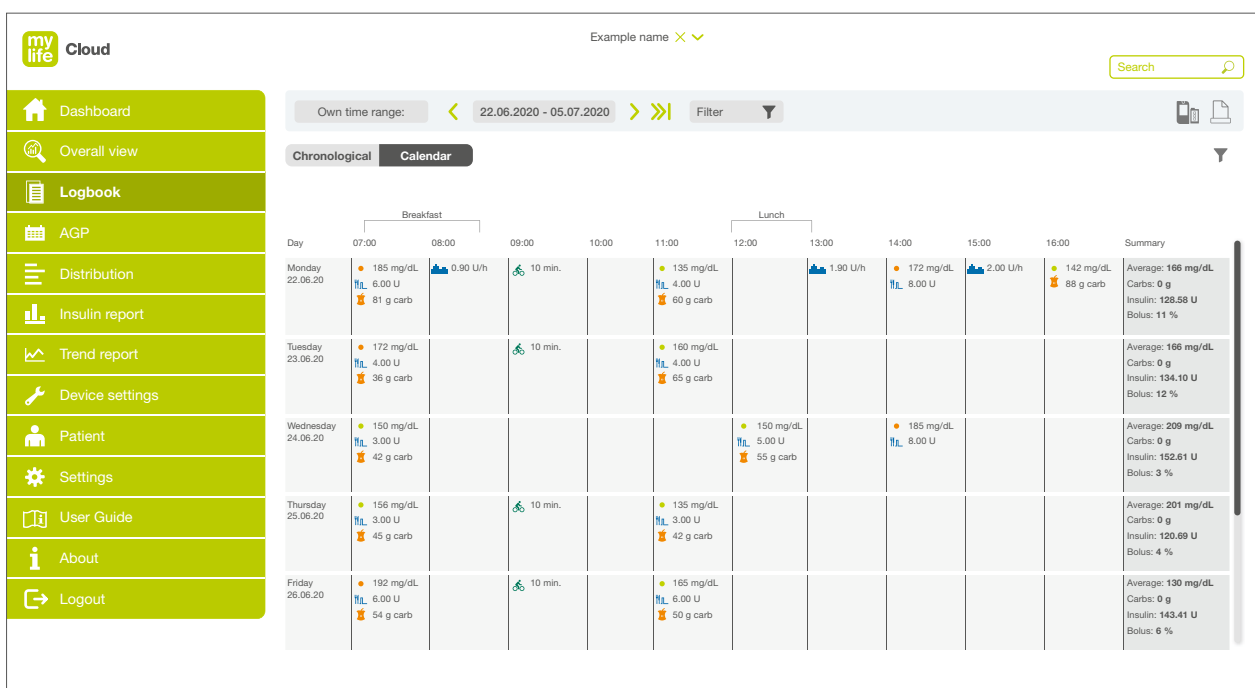 my
life
Cloud
Example name
Search
Dashboard
Overall view
Logbook
AGP
Distribution
Insulin report
Trend report
Device settings
Patient
Settings
User Guide
About
Logout
Own time range: 22.06.2020 - 05.07.2020 Filter
Chronological Calendar
Breakfast Lunch
Day 07:00 08:00 09:00 10:00 11:00 12:00 13:00 14:00 15:00 16:00 Summary
Monday 185 mg/dL 0.90 U/h 10 min. 135 mg/dL 1.90 U/h 172 mg/dL 2.00 U/h 142 mg/dL Average: 166 mg/dL
22.06.20 6.00 U 4.00 U 8.00 U 88 g carb Carbs: 0 g
81 g carb 60 g carb Insulin: 128.58 U
Bolus: 11 %
Tuesday 172 mg/dL 10 min. 160 mg/dL Average: 166 mg/dL
23.06.20 4.00 U 4.00 U Carbs: 0 g
36 g carb 65 g carb Insulin: 134.10 U
Bolus: 12 %
Wednesday 150 mg/dL 150 mg/dL 185 mg/dL Average: 209 mg/dL
24.06.20 3.00 U 5.00 U 8.00 U Carbs: 0 g
42 g carb 55 g carb Insulin: 152.61 U
Bolus: 3 %
Thursday 156 mg/dL 10 min. 135 mg/dL Average: 201 mg/dL
25.06.20 3.00 U 3.00 U Carbs: 0 g
45 g carb 42 g carb Insulin: 120.69 U
Bolus: 4 %
Friday 192 mg/dL 10 min. 165 mg/dL Average: 130 mg/dL
26.06.20 6.00 U 6.00 U Carbs: 0 g
54 g carb 50 g carb Insulin: 143.41 U
Bolus: 6 %